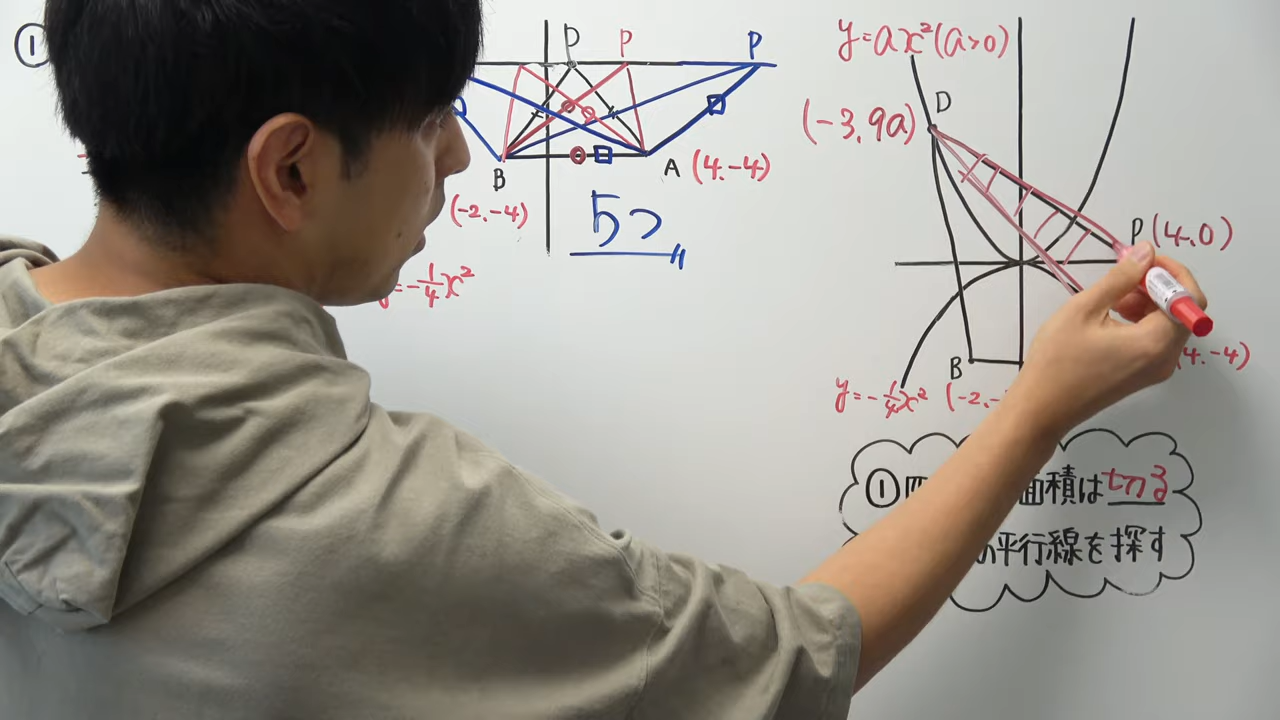 ①
P
P
P
B
A (4,-4)
(-2,-4)
5つ
=-1/4x²
y=ax²(a>0)
D
(-3,9a)
P(4,0)
B
4,-4)
y=-1/4x² (-2,-
①四 面積は切る
の平行線を探す